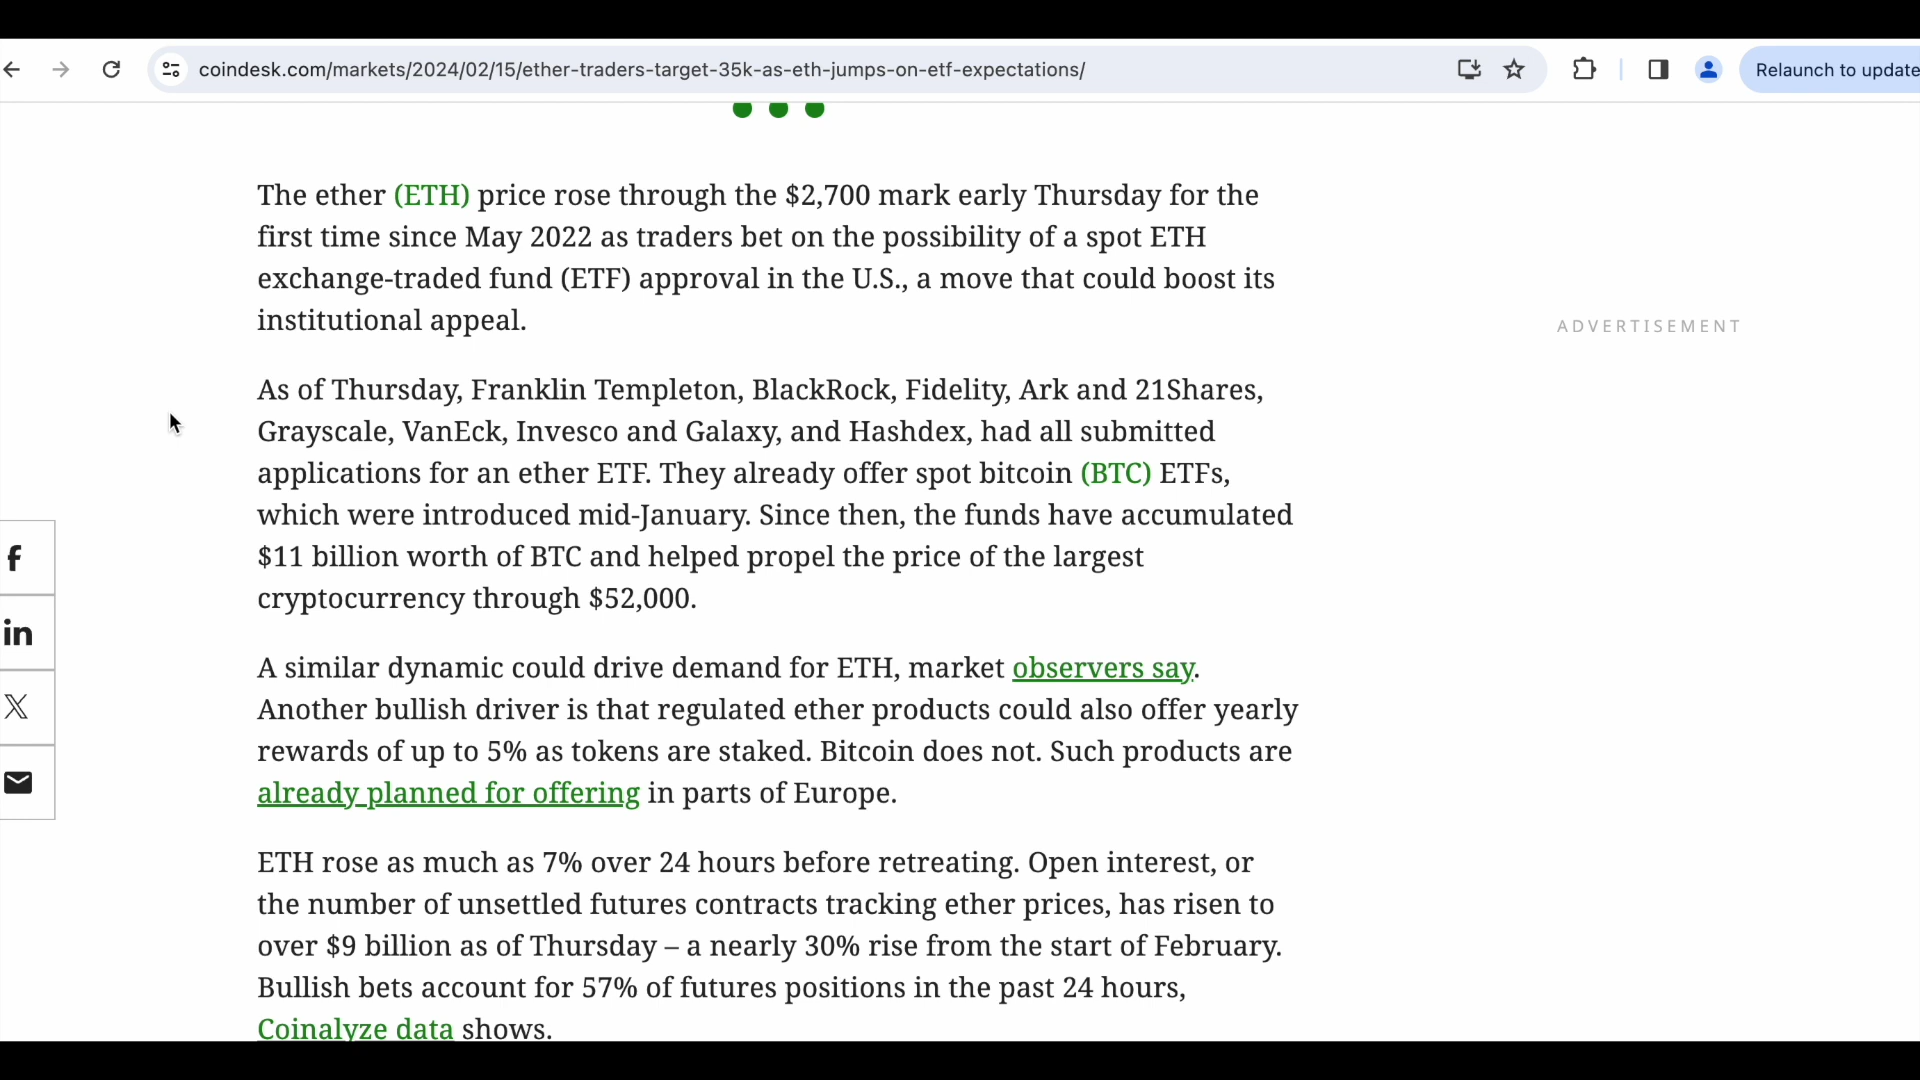 coindesk.com/markets/2024/02/15/ether-traders-target-35k-as-eth-jumps-on-etf-expectations/
Relaunch to update
The ether (ETH) price rose through the $2,700 mark early Thursday for the
first time since May 2022 as traders bet on the possibility of a spot ETH
exchange-traded fund (ETF) approval in the U.S., a move that could boost its
institutional appeal.
ADVERTISEMENT
As of Thursday, Franklin Templeton, BlackRock, Fidelity, Ark and 21Shares,
Grayscale, VanEck, Invesco and Galaxy, and Hashdex, had all submitted
applications for an ether ETF. They already offer spot bitcoin (BTC) ETFs,
which were introduced mid-January. Since then, the funds have accumulated
$11 billion worth of BTC and helped propel the price of the largest
cryptocurrency through $52,000.
A similar dynamic could drive demand for ETH, market observers say.
Another bullish driver is that regulated ether products could also offer yearly
rewards of up to 5% as tokens are staked. Bitcoin does not. Such products are
already planned for offering in parts of Europe.
ETH rose as much as 7% over 24 hours before retreating. Open interest, or
the number of unsettled futures contracts tracking ether prices, has risen to
over $9 billion as of Thursday – a nearly 30% rise from the start of February.
Bullish bets account for 57% of futures positions in the past 24 hours,
Coinalyze data shows.